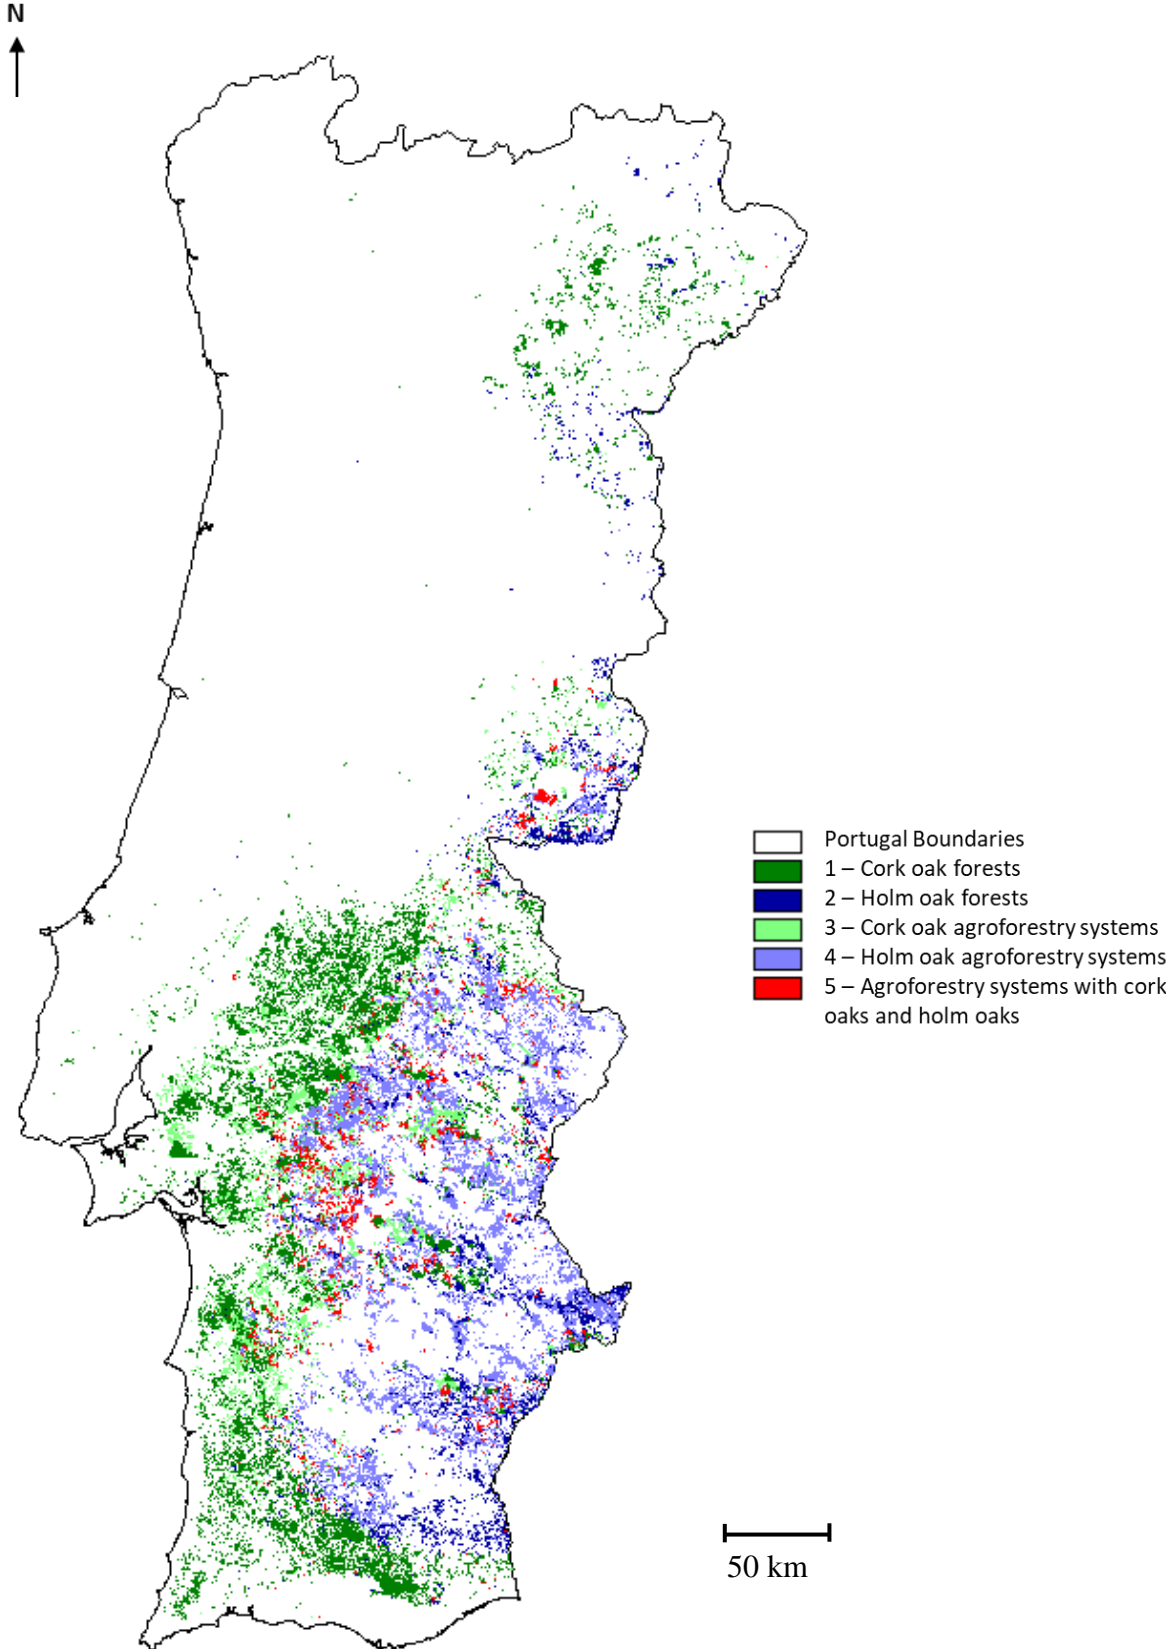 N
Portugal Boundaries
1 – Cork oak forests
2 – Holm oak forests
3 – Cork oak agroforestry systems
4 – Holm oak agroforestry systems
5 – Agroforestry systems with cork
oaks and holm oaks
50 km